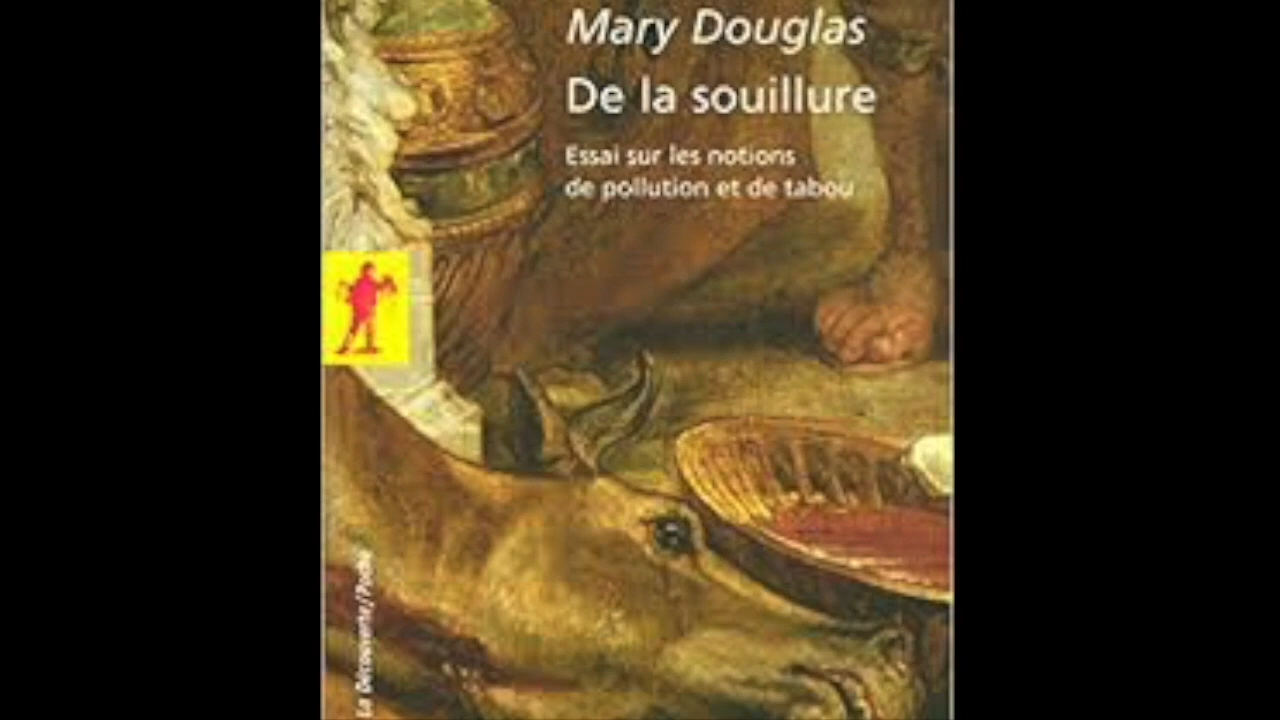 Mary Douglas
De la souillure
Essai sur les notions
de pollution et de tabou
La Découverte/Poche